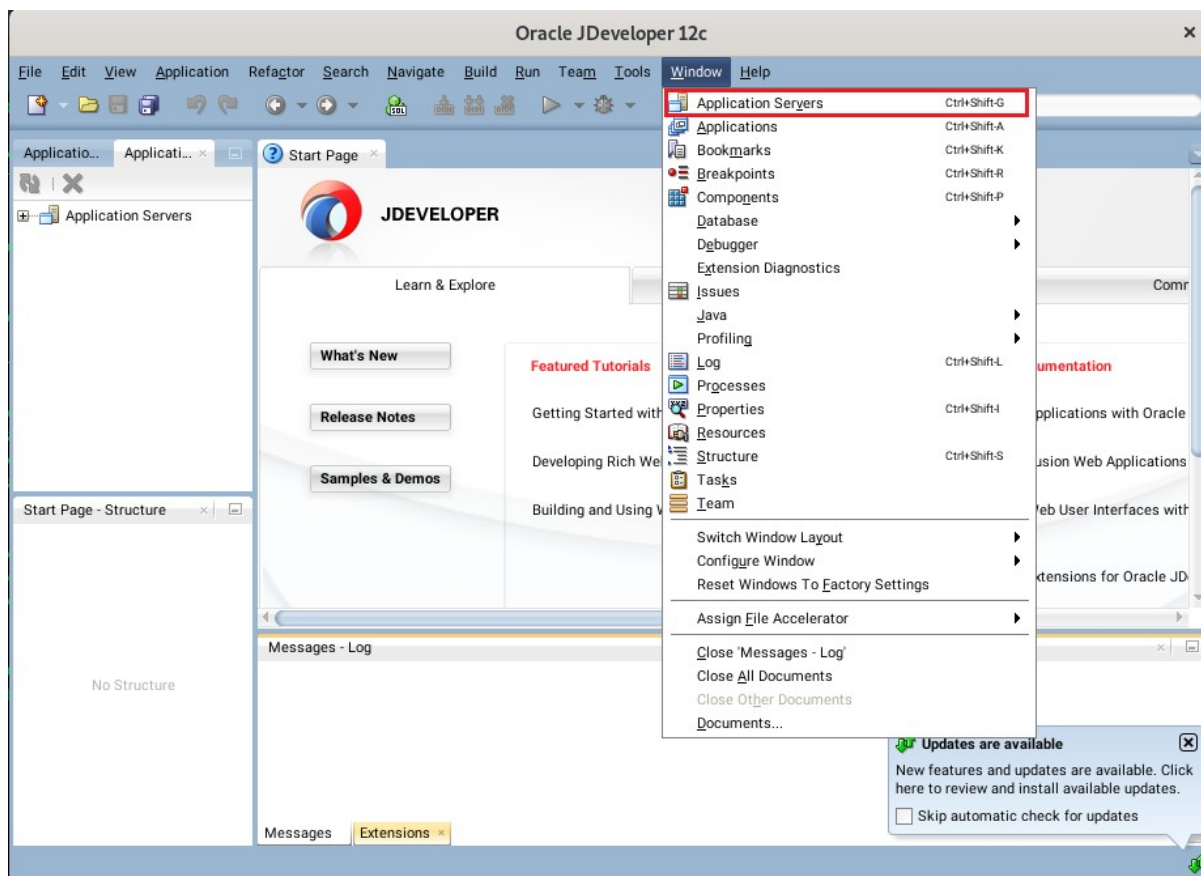 Oracle JDeveloper 12c
File Edit View Application Refactor Search Navigate Build Run Team Tools Window Help
Applicatio... Applicati...
Application Servers
Start Page
JDEVELOPER
Learn & Explore
Comm
What's New
Release Notes
Samples & Demos
Featured Tutorials
Getting Started with
Developing Rich We
Building and Using W
umentation
pplications with Oracle
usion Web Applications
eb User Interfaces with
xtensions for Oracle JD
Application Servers Ctrl+Shift-G
Applications Ctrl+Shift-A
Bookmarks Ctrl+Shift-K
Breakpoints Ctrl+Shift-R
Components Ctrl+Shift-P
Database
Debugger
Extension Diagnostics
Issues
Java
Profiling
Log Ctrl+Shift-L
Processes
Properties Ctrl+Shift-I
Resources
Structure Ctrl+Shift-S
Tasks
Team
Switch Window Layout
Configure Window
Reset Windows To Factory Settings
Assign File Accelerator
Close 'Messages - Log'
Close All Documents
Close Other Documents
Documents...
Start Page - Structure
No Structure
Messages - Log
Messages Extensions
Updates are available
New features and updates are available. Click
here to review and install available updates.
Skip automatic check for updates